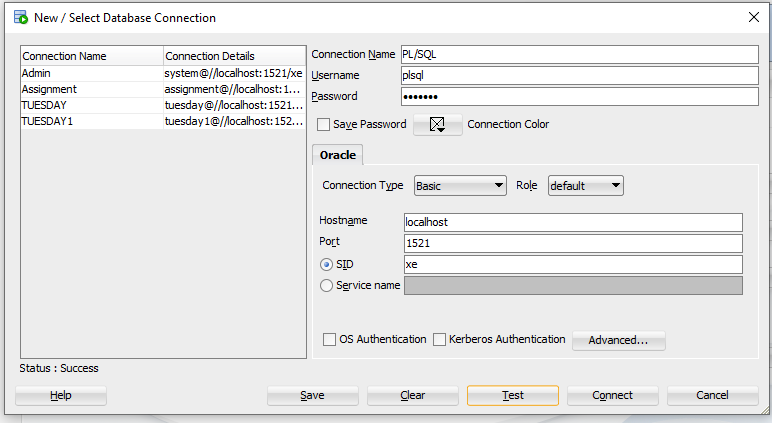 New / Select Database Connection
Connection Name Connection Details
Admin system@//localhost:1521/xe
Assignment assignment@//localhost:1...
TUESDAY tuesday@//localhost:1521...
TUESDAY1 tuesday1@//localhost:152...
Connection Name PL/SQL
Username plsql
Password •••••••
Save Password Connection Color
Oracle
Connection Type Basic Role default
Hostname localhost
Port 1521
SID xe
Service name
OS Authentication Kerberos Authentication Advanced...
Status : Success
Help Save Clear Test Connect Cancel